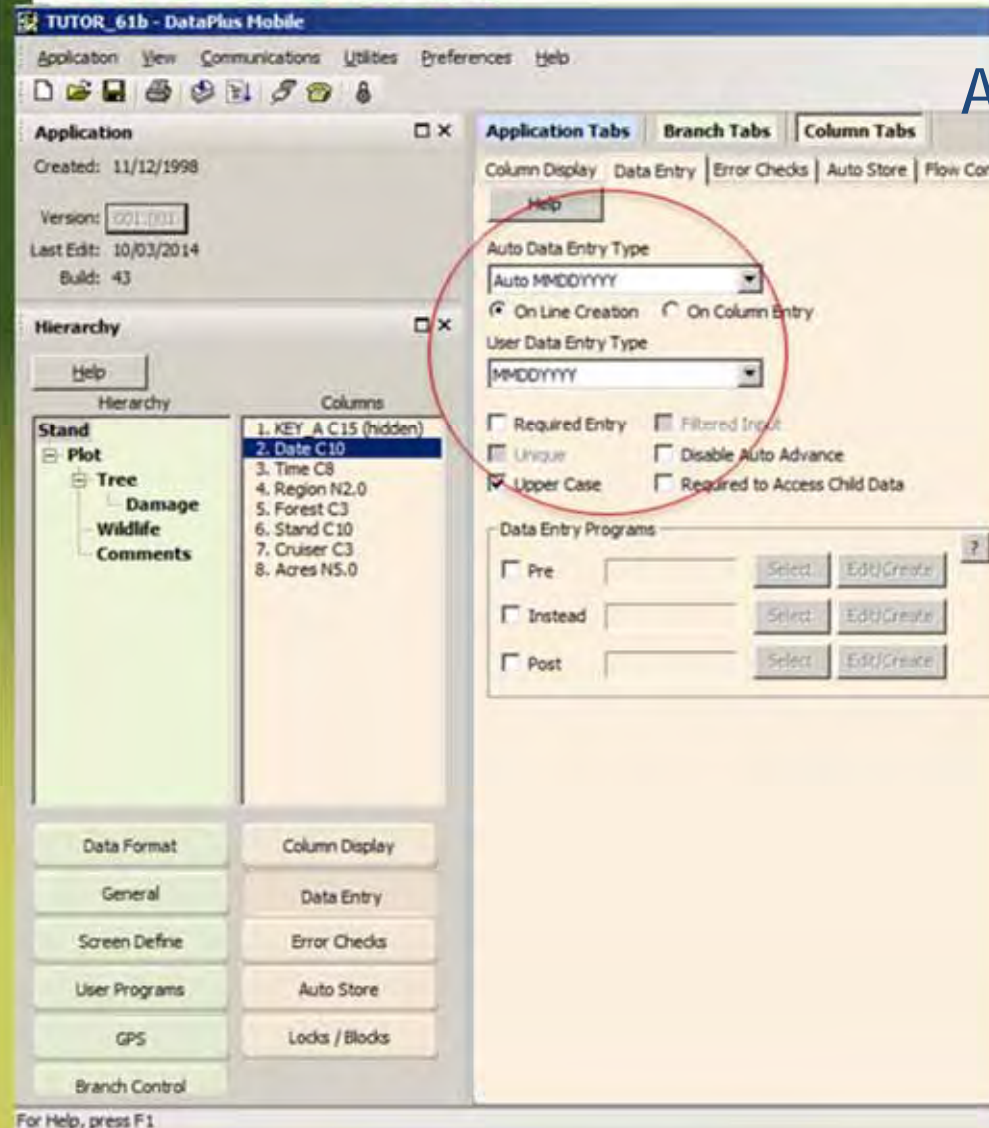 TUTOR_61b - DataPlus Mobile
Application View Communications Utilities Preferences Help
A
Application
Created: 11/12/1998
Version: 001:001
Last Edit: 10/03/2014
Build: 43
Hierarchy
Help
Hierarchy
Stand
Plot
Tree
Damage
Wildlife
Comments
Columns
1. KEY_A C15 (hidden)
2. Date C10
3. Time C8
4. Region N2.0
5. Forest C3
6. Stand C10
7. Cruiser C3
8. Acres N5.0
Data Format
General
Screen Define
User Programs
GPS
Branch Control
Column Display
Data Entry
Error Checks
Auto Store
Locks / Blocks
Application Tabs Branch Tabs Column Tabs
Column Display Data Entry Error Checks Auto Store Flow Con
Help
Auto Data Entry Type
Auto MMDDYYYY
On Line Creation On Column Entry
User Data Entry Type
MMDDYYYY
Required Entry Filtered Input
Unique Disable Auto Advance
Upper Case Required to Access Child Data
Data Entry Programs
?
Pre Select Edit/Create
Instead Select Edit/Create
Post Select Edit/Create
For Help, press F1